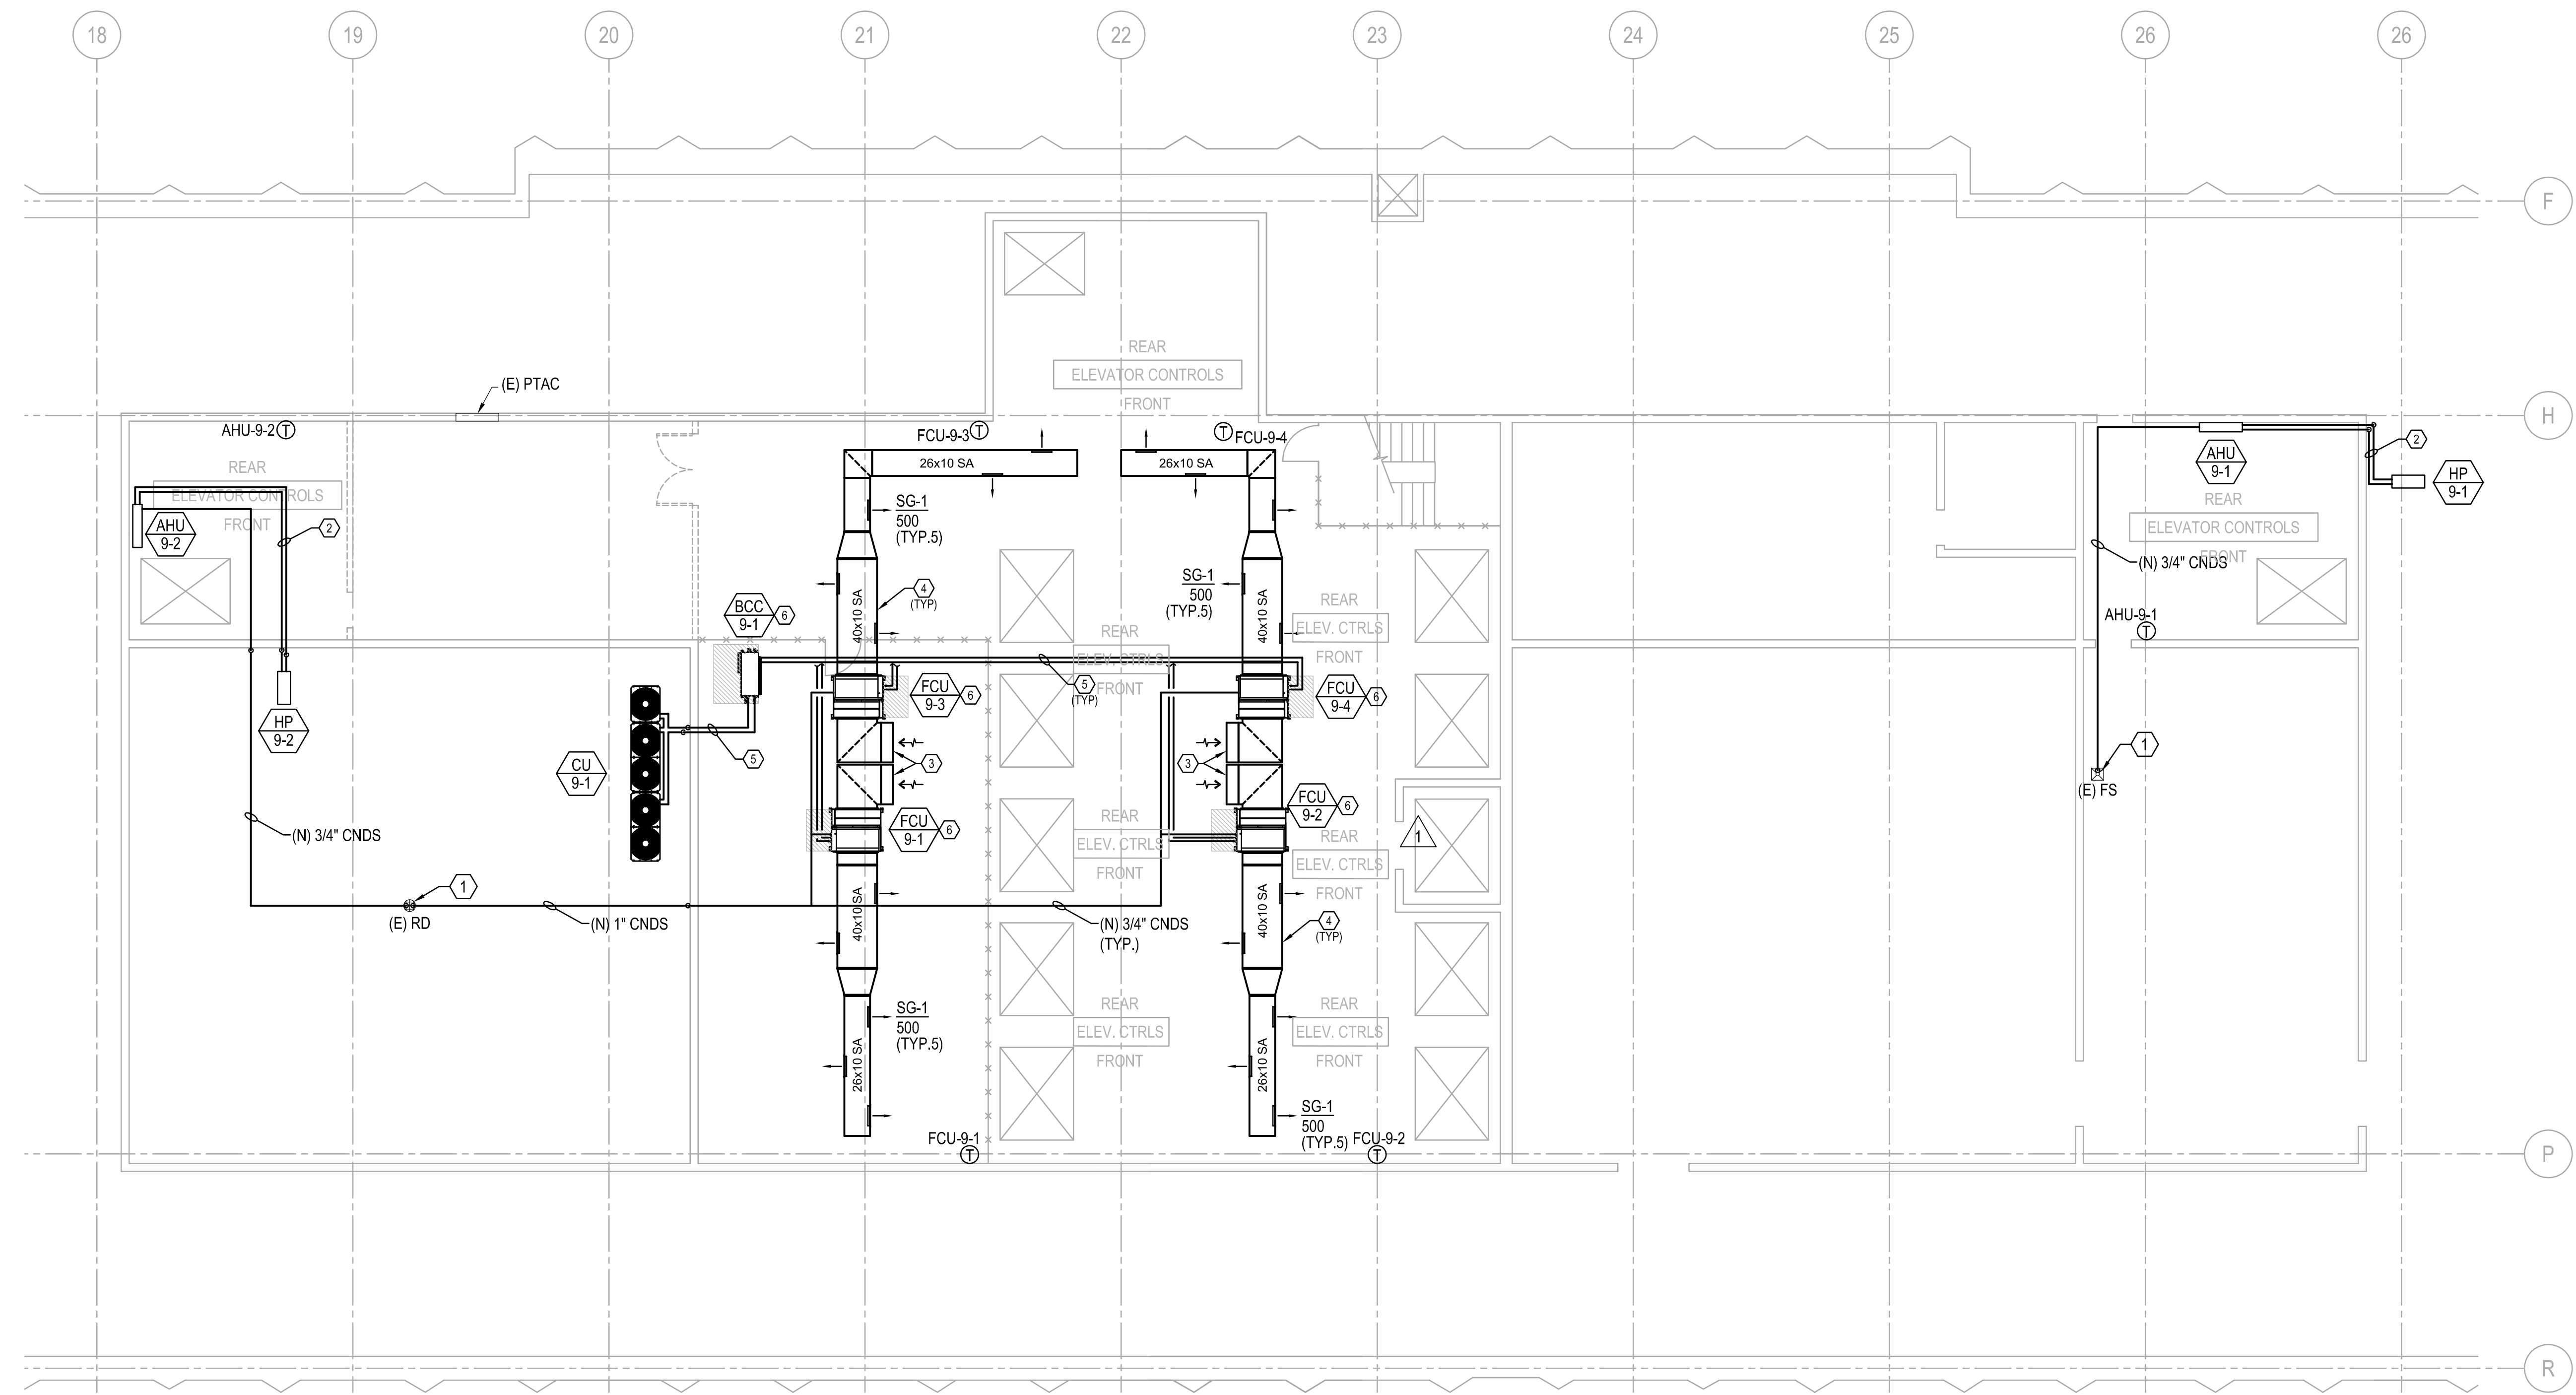 18
19
20
21
22
23
24
25
26
26
F
REAR
ELEVATOR CONTROLS
FRONT
(E) PTAC
H
AHU-9-2 T
FCU-9-3 T
T FCU-9-4
26x10 SA
26x10 SA
2
AHU
9-1
HP
9-1
REAR
ELEVATOR CONTROLS
FRONT
AHU
9-2
2
SG-1
500
(TYP.5)
REAR
ELEVATOR CONTROLS
FRONT
(N) 3/4" CNDS
4
(TYP)
40x10 SA
SG-1
500
(TYP.5)
40x10 SA
BCC
9-1
6
REAR
ELEV. CTRLS
FRONT
REAR
ELEV. CTRLS
FRONT
AHU-9-1
T
5
(TYP)
FCU
9-3
6
FCU
9-4
6
HP
9-2
CU
9-1
5
3
3
1
(E) FS
FCU
9-1
6
FCU
9-2
6
REAR
ELEV. CTRLS
FRONT
REAR
ELEV. CTRLS
FRONT
1
(N) 3/4" CNDS
1
(E) RD
(N) 1" CNDS
40x10 SA
(N) 3/4" CNDS
(TYP.)
40x10 SA
4
(TYP)
SG-1
500
(TYP.5)
26x10 SA
REAR
ELEV. CTRLS
FRONT
26x10 SA
REAR
ELEV. CTRLS
FRONT
SG-1
500
(TYP.5)
FCU-9-1
T
FCU-9-2
T
P
R